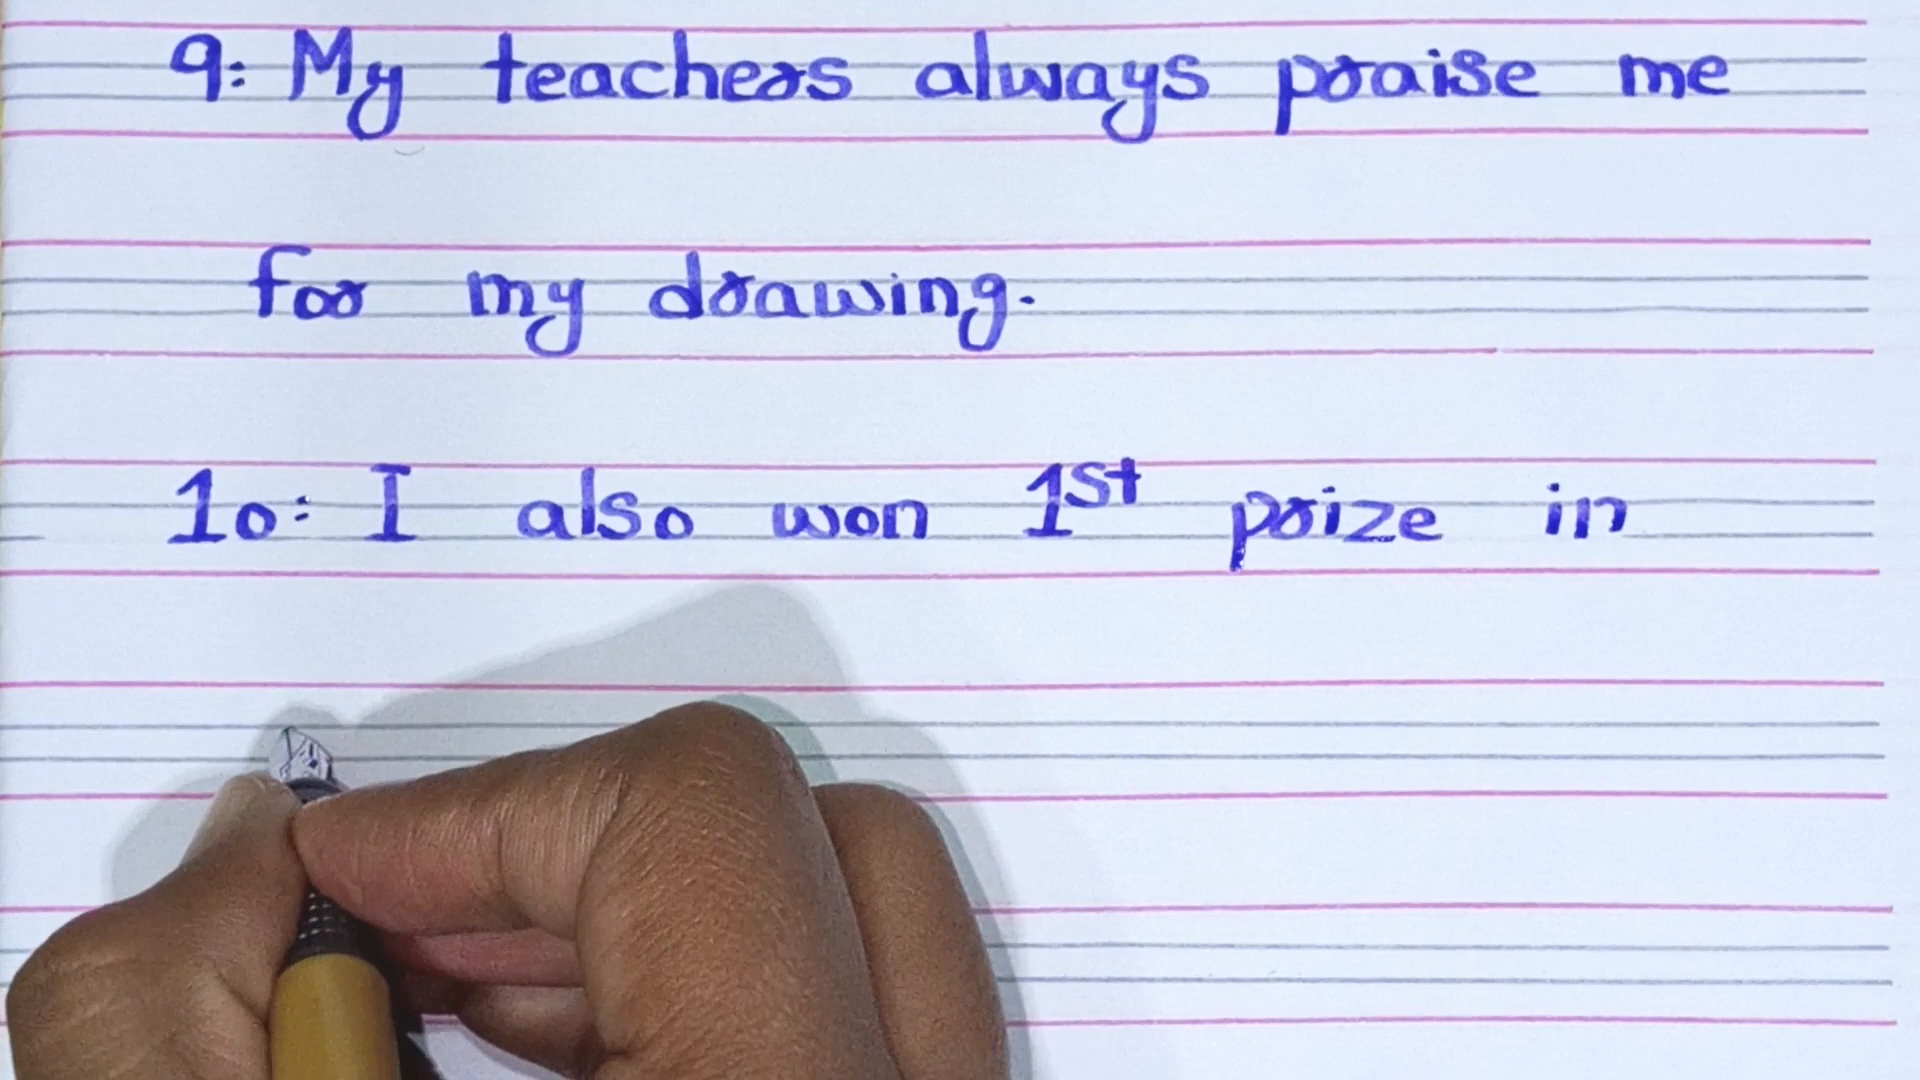 9: My teachers always praise me
for my drawing.
10: I also won 1st prize in